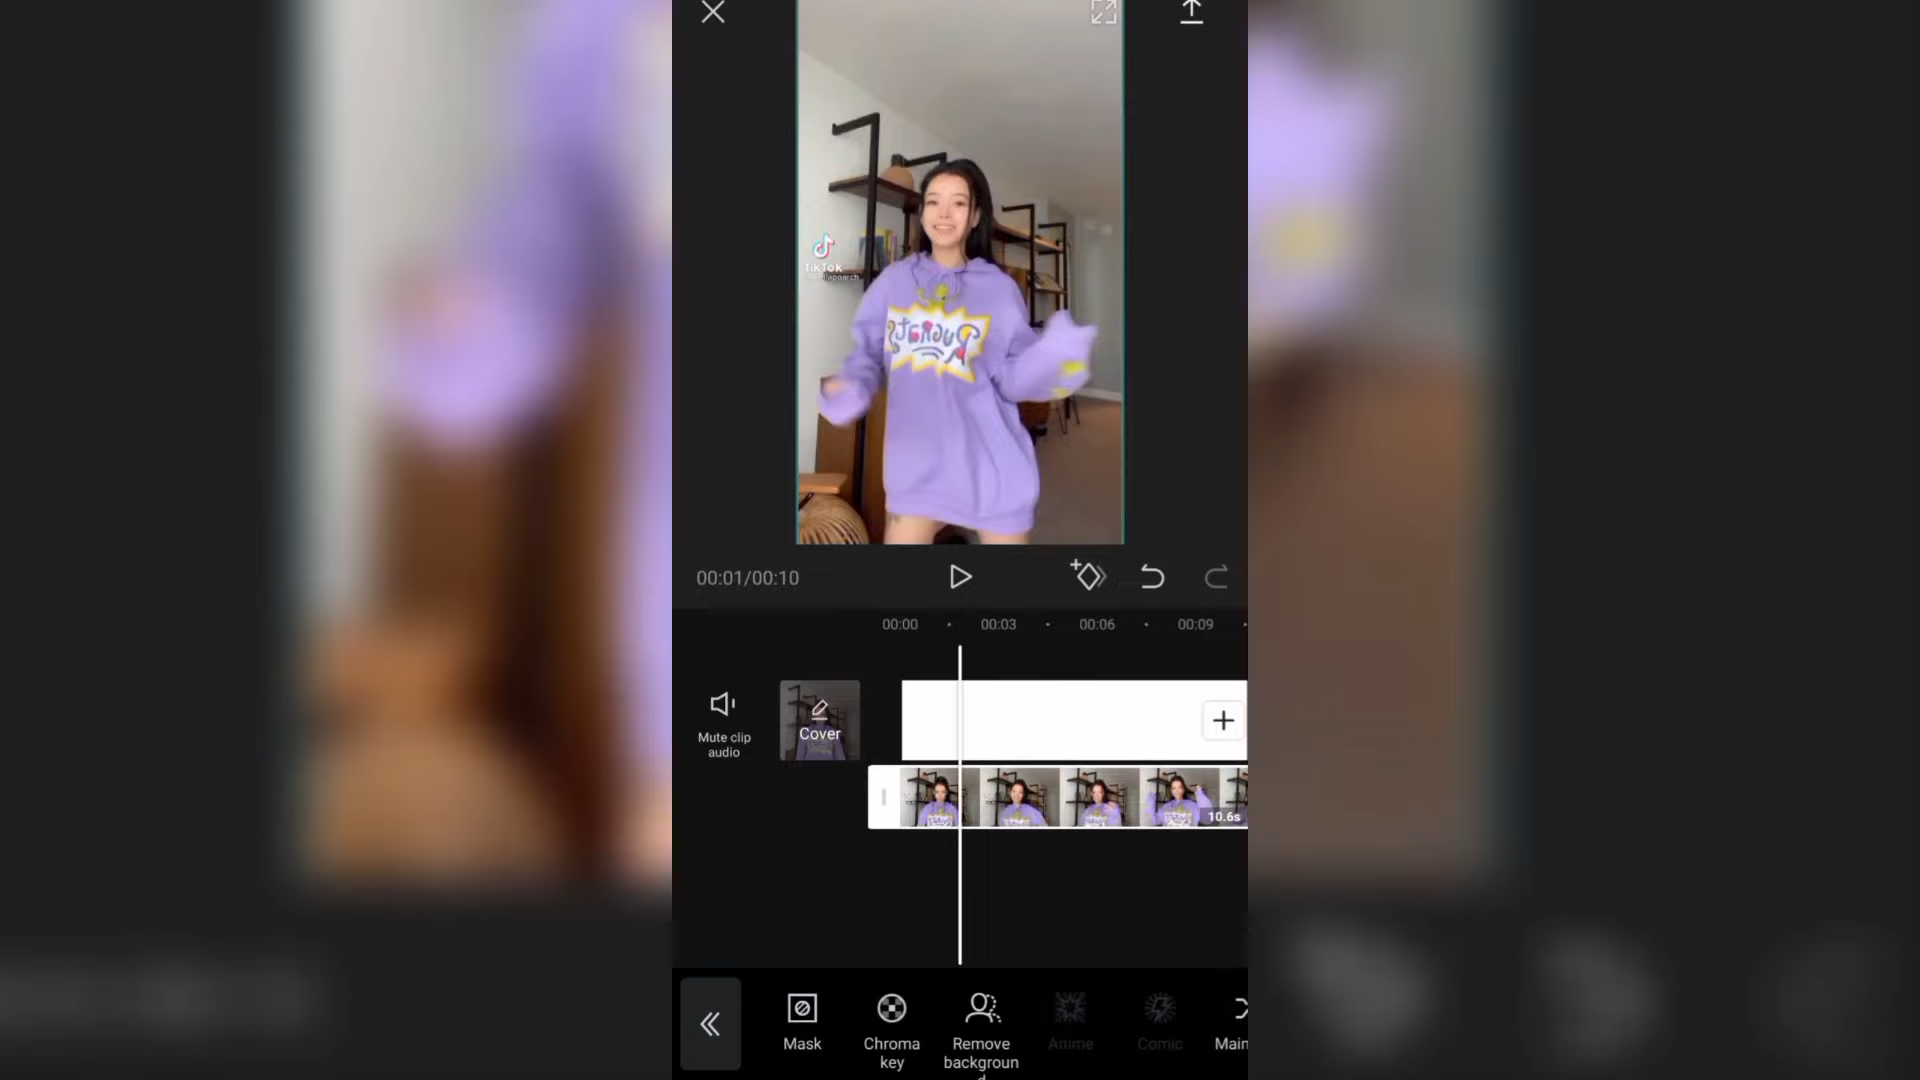 TikTok
00:01/00:10
00:00
00:03
00:06
00:09
Mute clip
audio
Cover
10.6s
Mask
Chroma
key
Remove
backgroun
d
Anime
Comic
Main